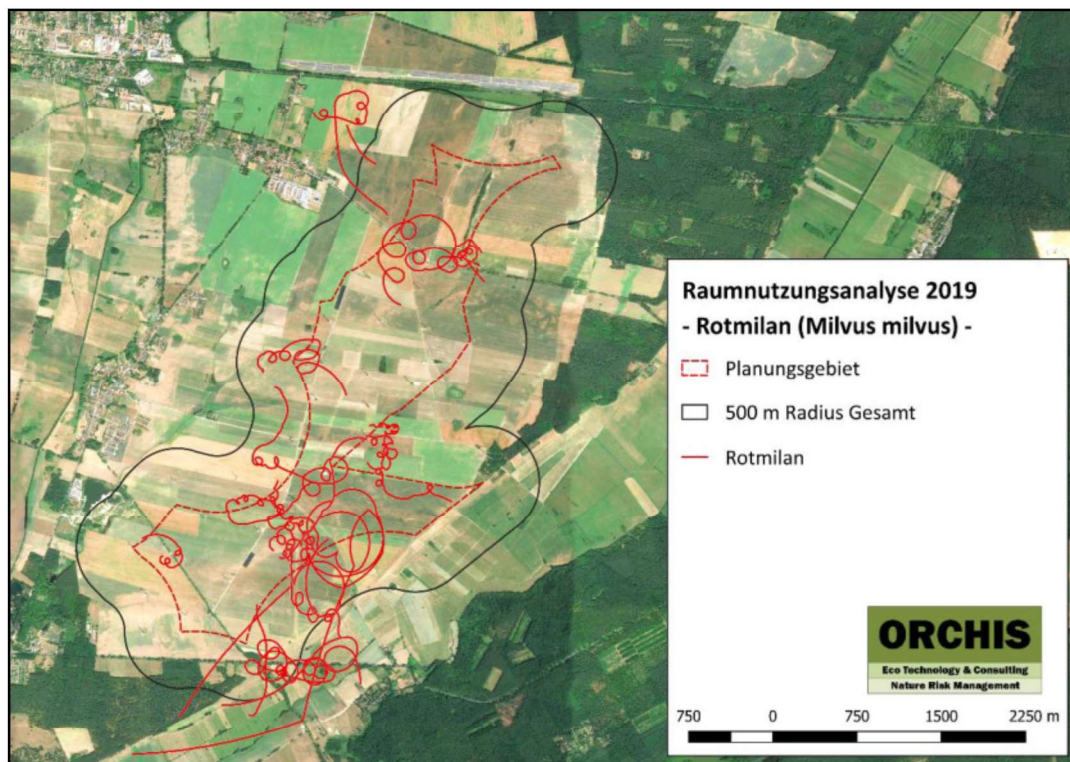 Raumnutzungsanalyse 2019
- Rotmilan (Milvus milvus) -
Planungsgebiet
500 m Radius Gesamt
Rotmilan
ORCHIS
Eco Technology & Consulting
Nature Risk Management
750 0 750 1500 2250 m